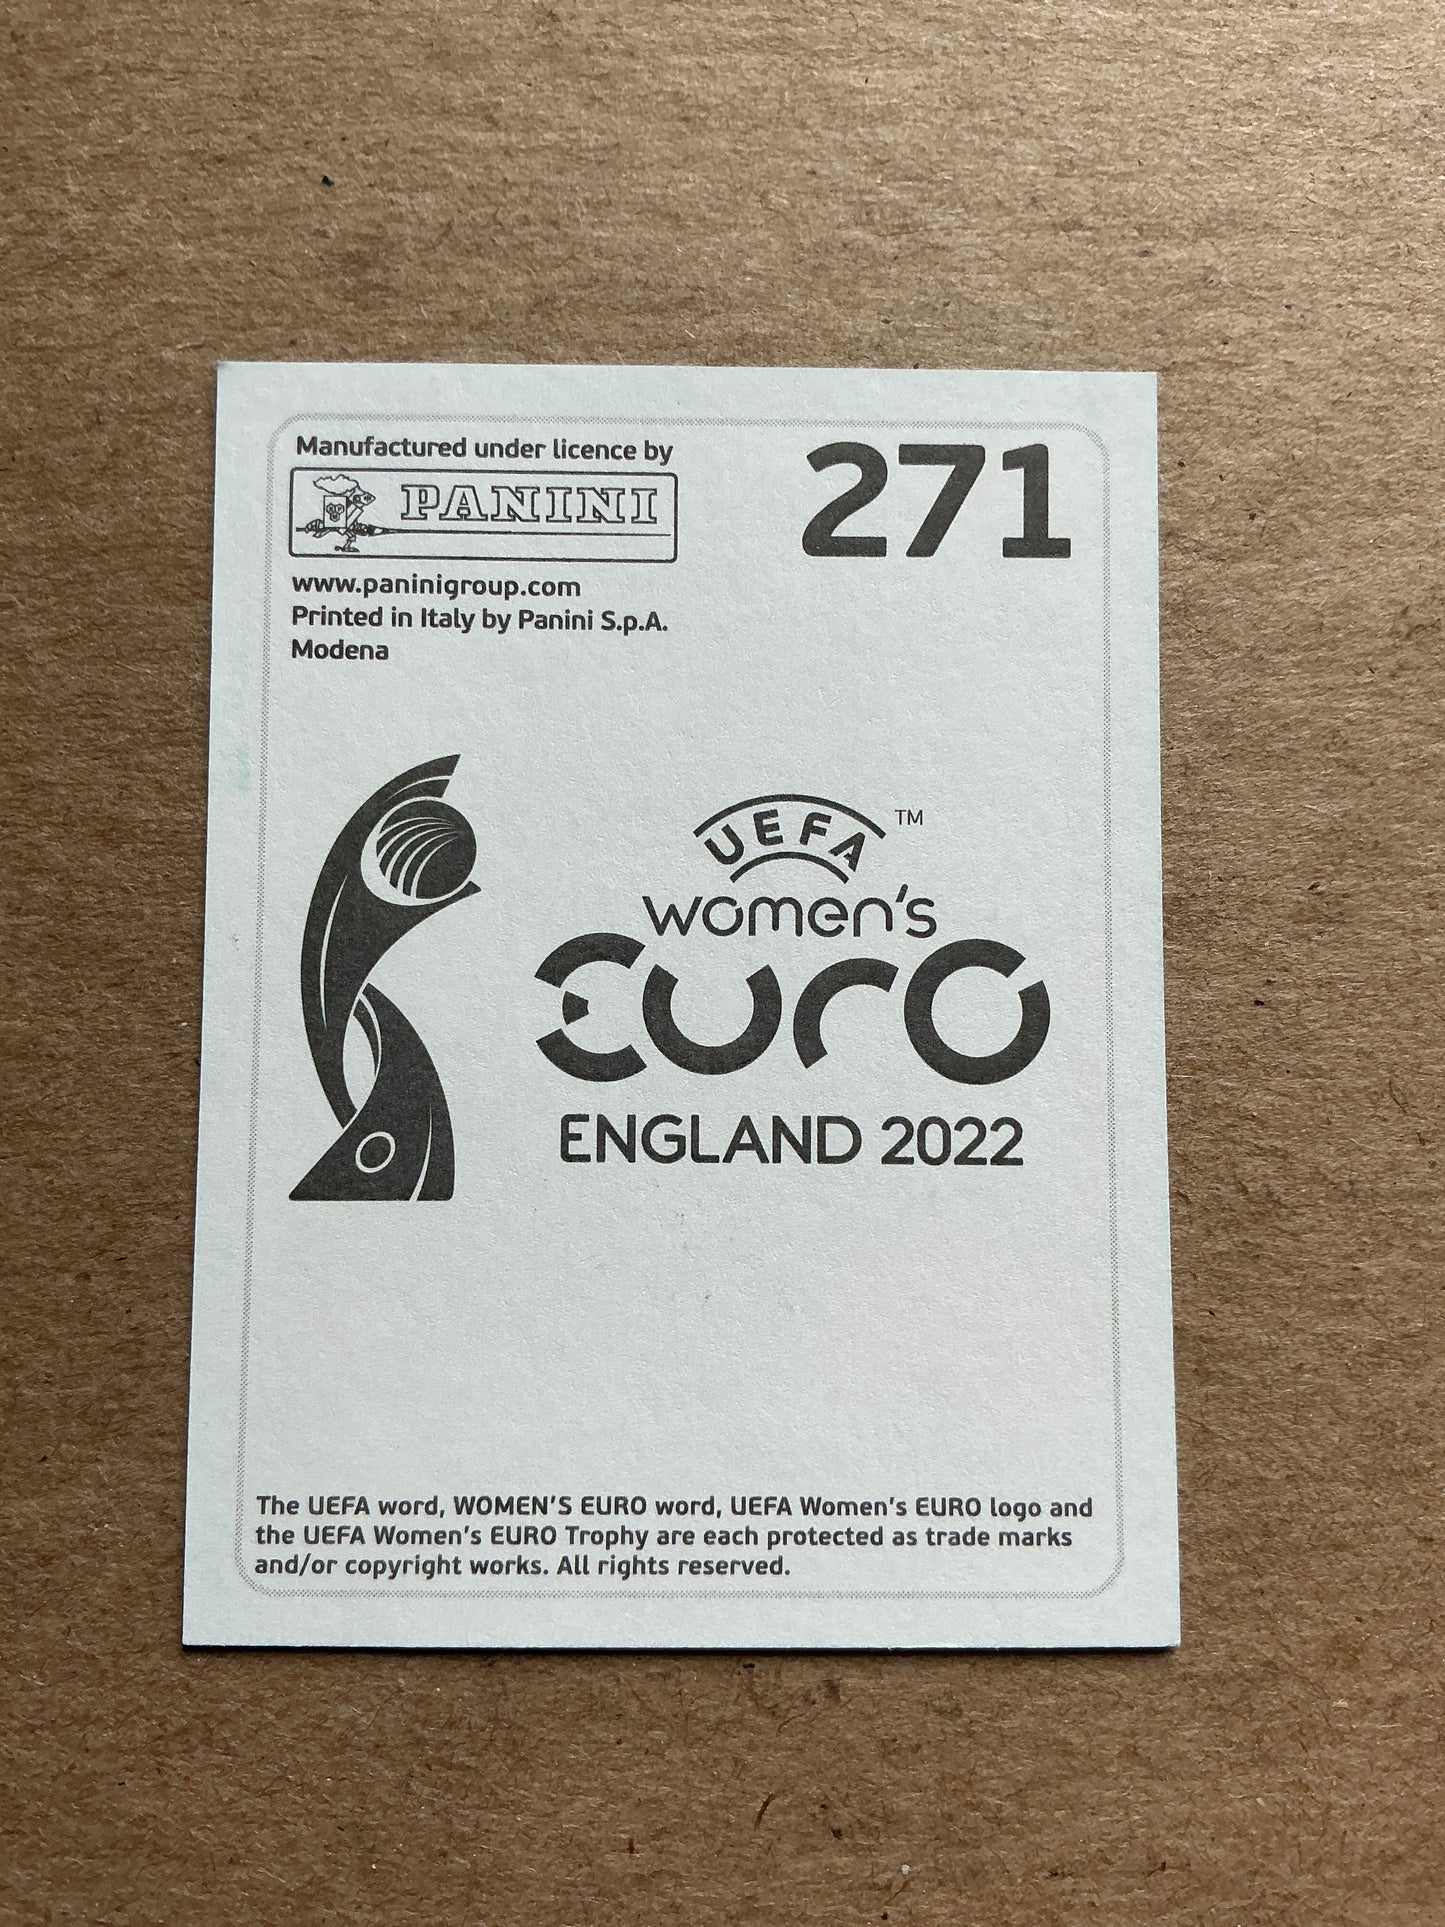 Manufactured under licence by
PANINI
271
www.paninigroup.com
Printed in Italy by Panini S.p.A.
Modena
UEFA ™
women's
EURO
ENGLAND 2022
The UEFA word, WOMEN'S EURO word, UEFA Women's EURO logo and
the UEFA Women's EURO Trophy are each protected as trade marks
and/or copyright works. All rights reserved.